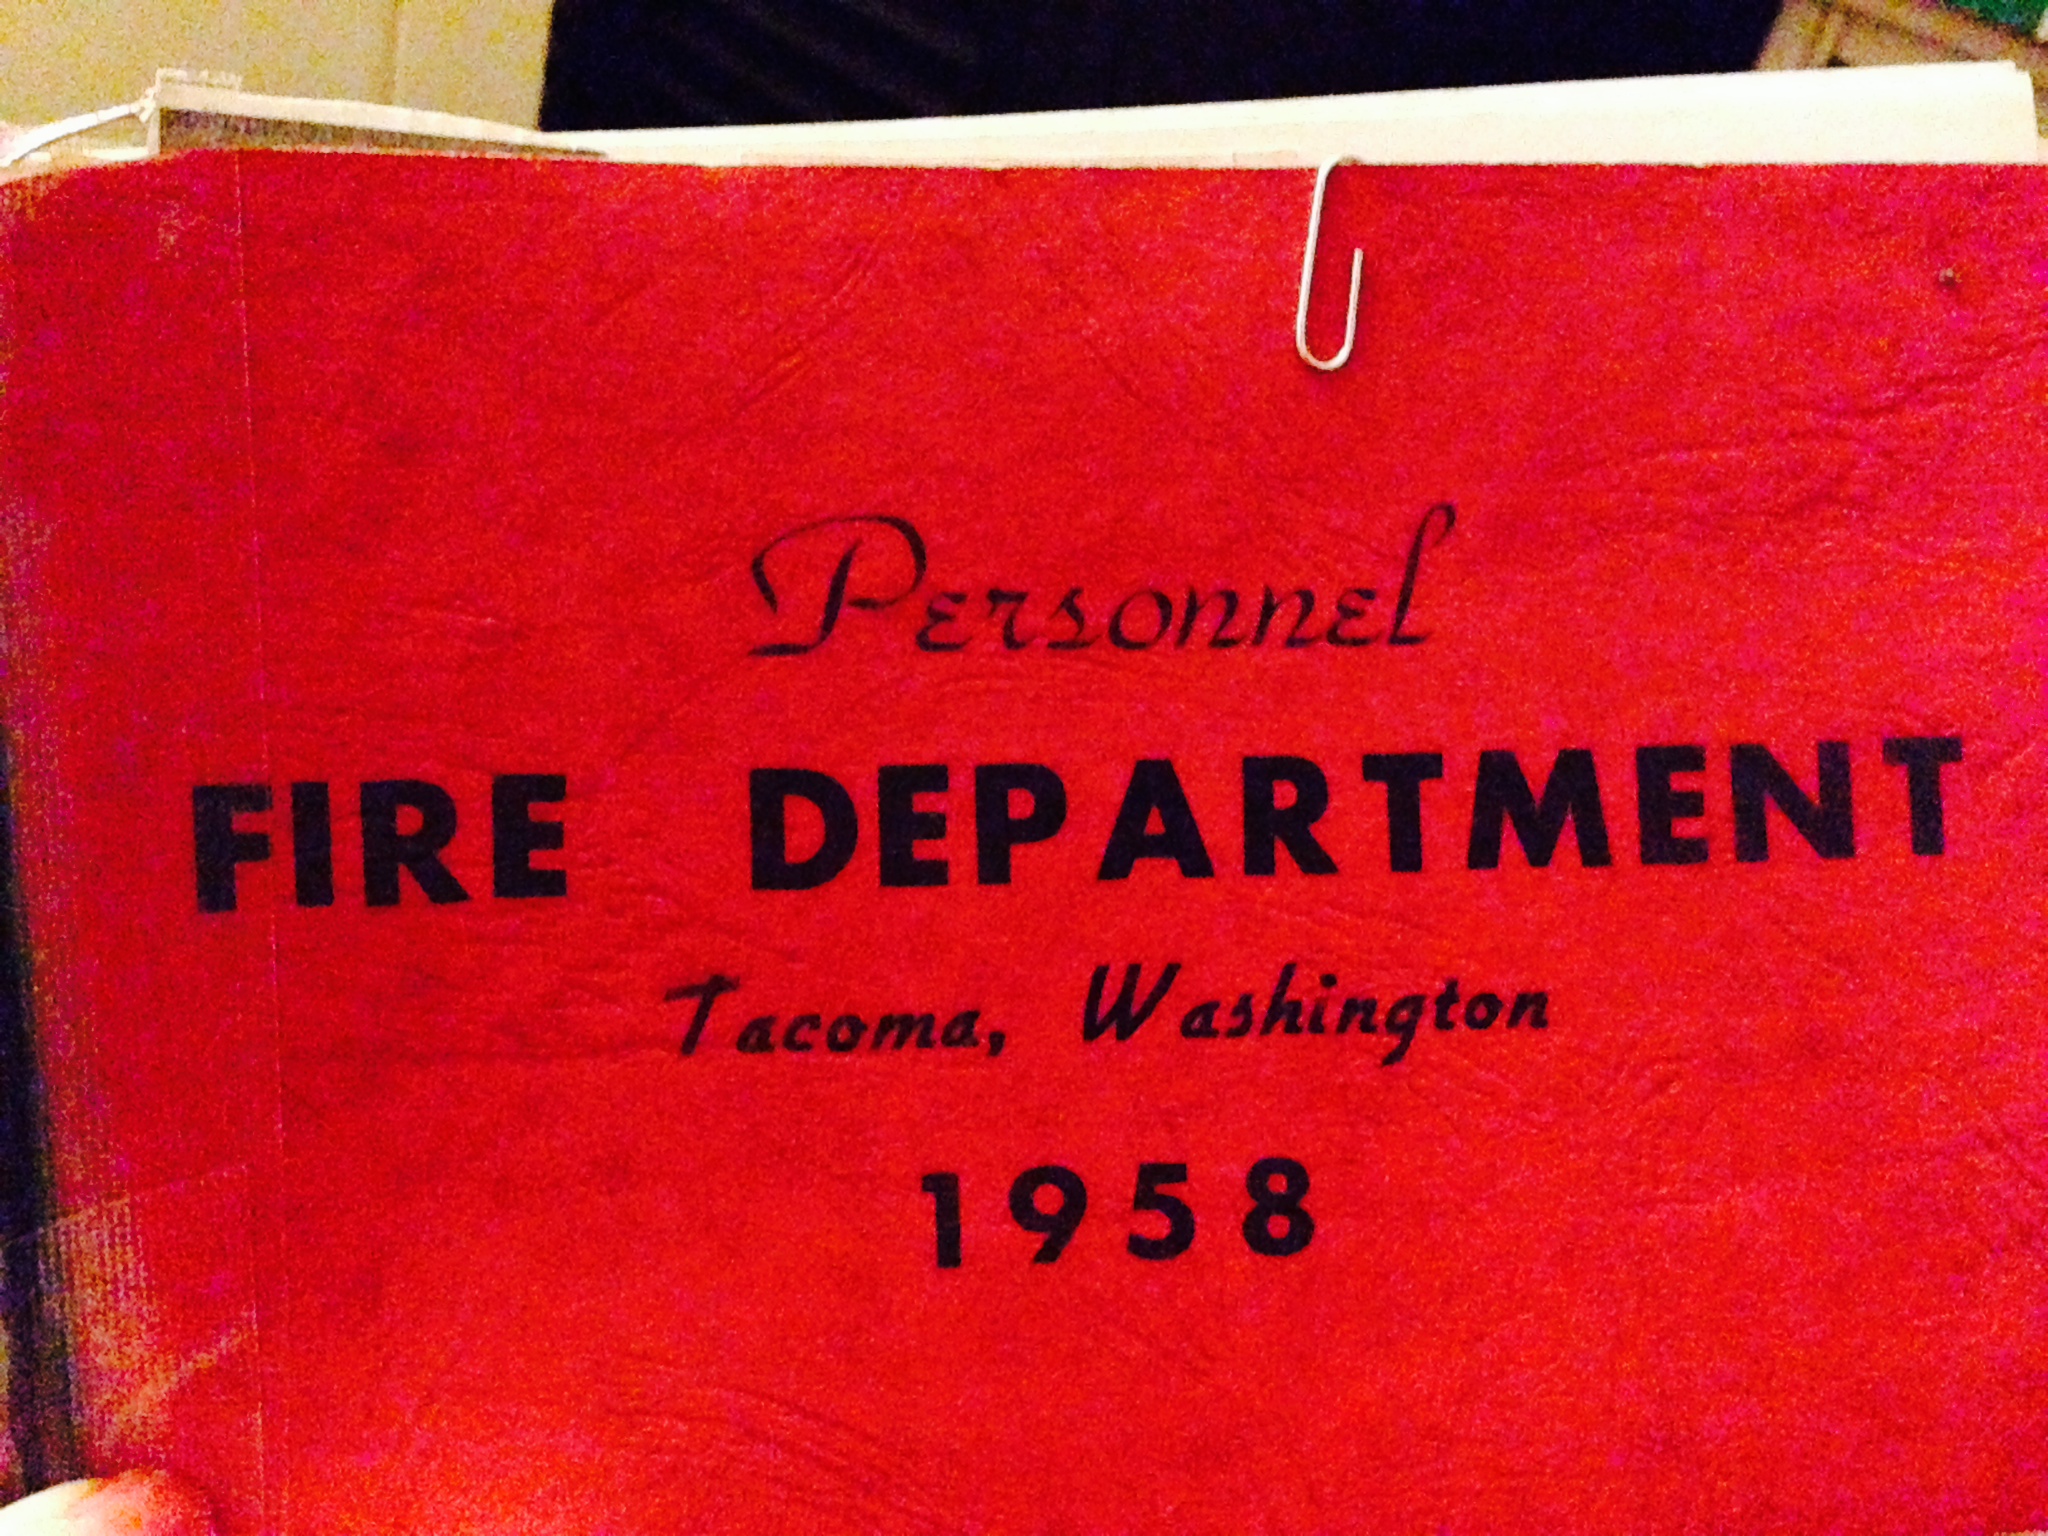 Personnel
FIRE DEPARTMENT
Tacoma, Washington
1958